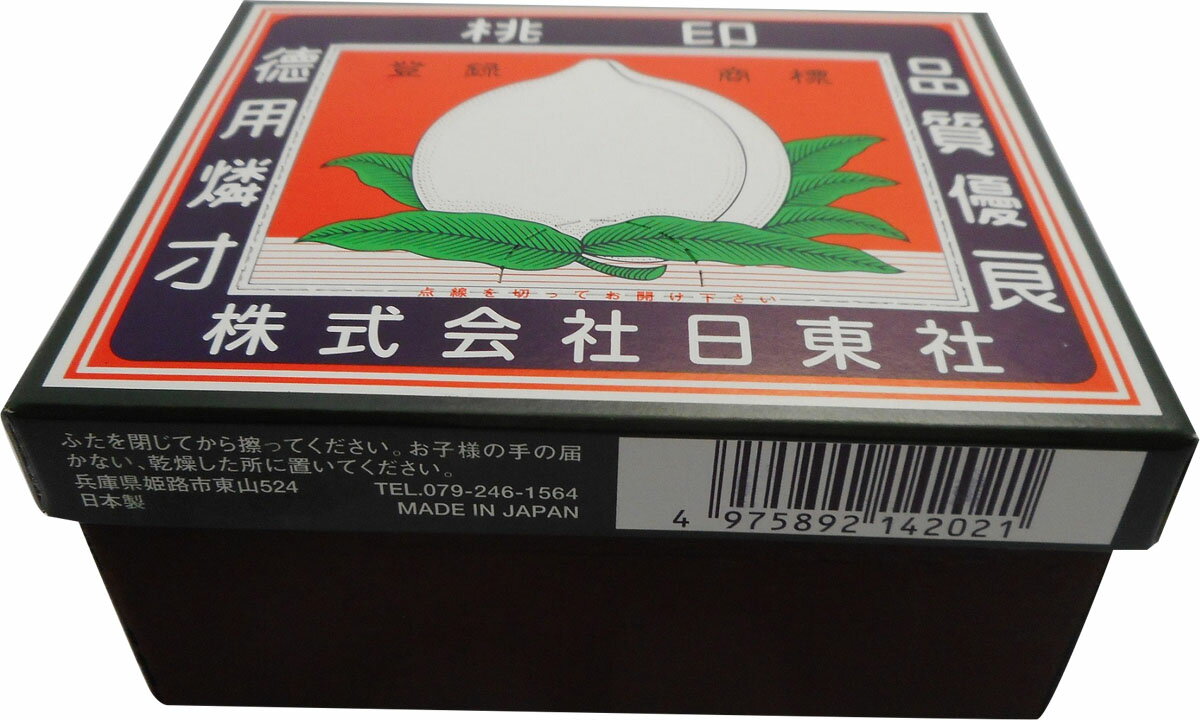 桃印
登録 商標
德用燐寸
品質優良
点線を切ってお開け下さい
株式会社日東社
ふたを閉じてから擦ってください。お子様の手の届
かない、乾燥した所に置いてください。
兵庫県姫路市東山524 TEL.079-246-1564
日本製 MADE IN JAPAN
4 975892 142021